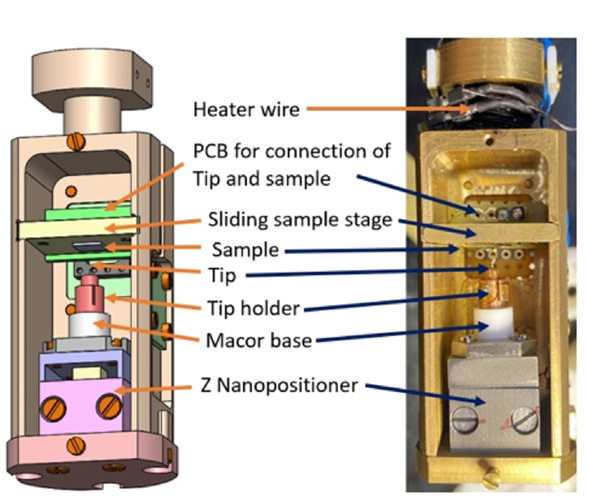 Heater wire
PCB for connection of
Tip and sample
Sliding sample stage
Sample
Tip
Tip holder
Macor base
Z Nanopositioner